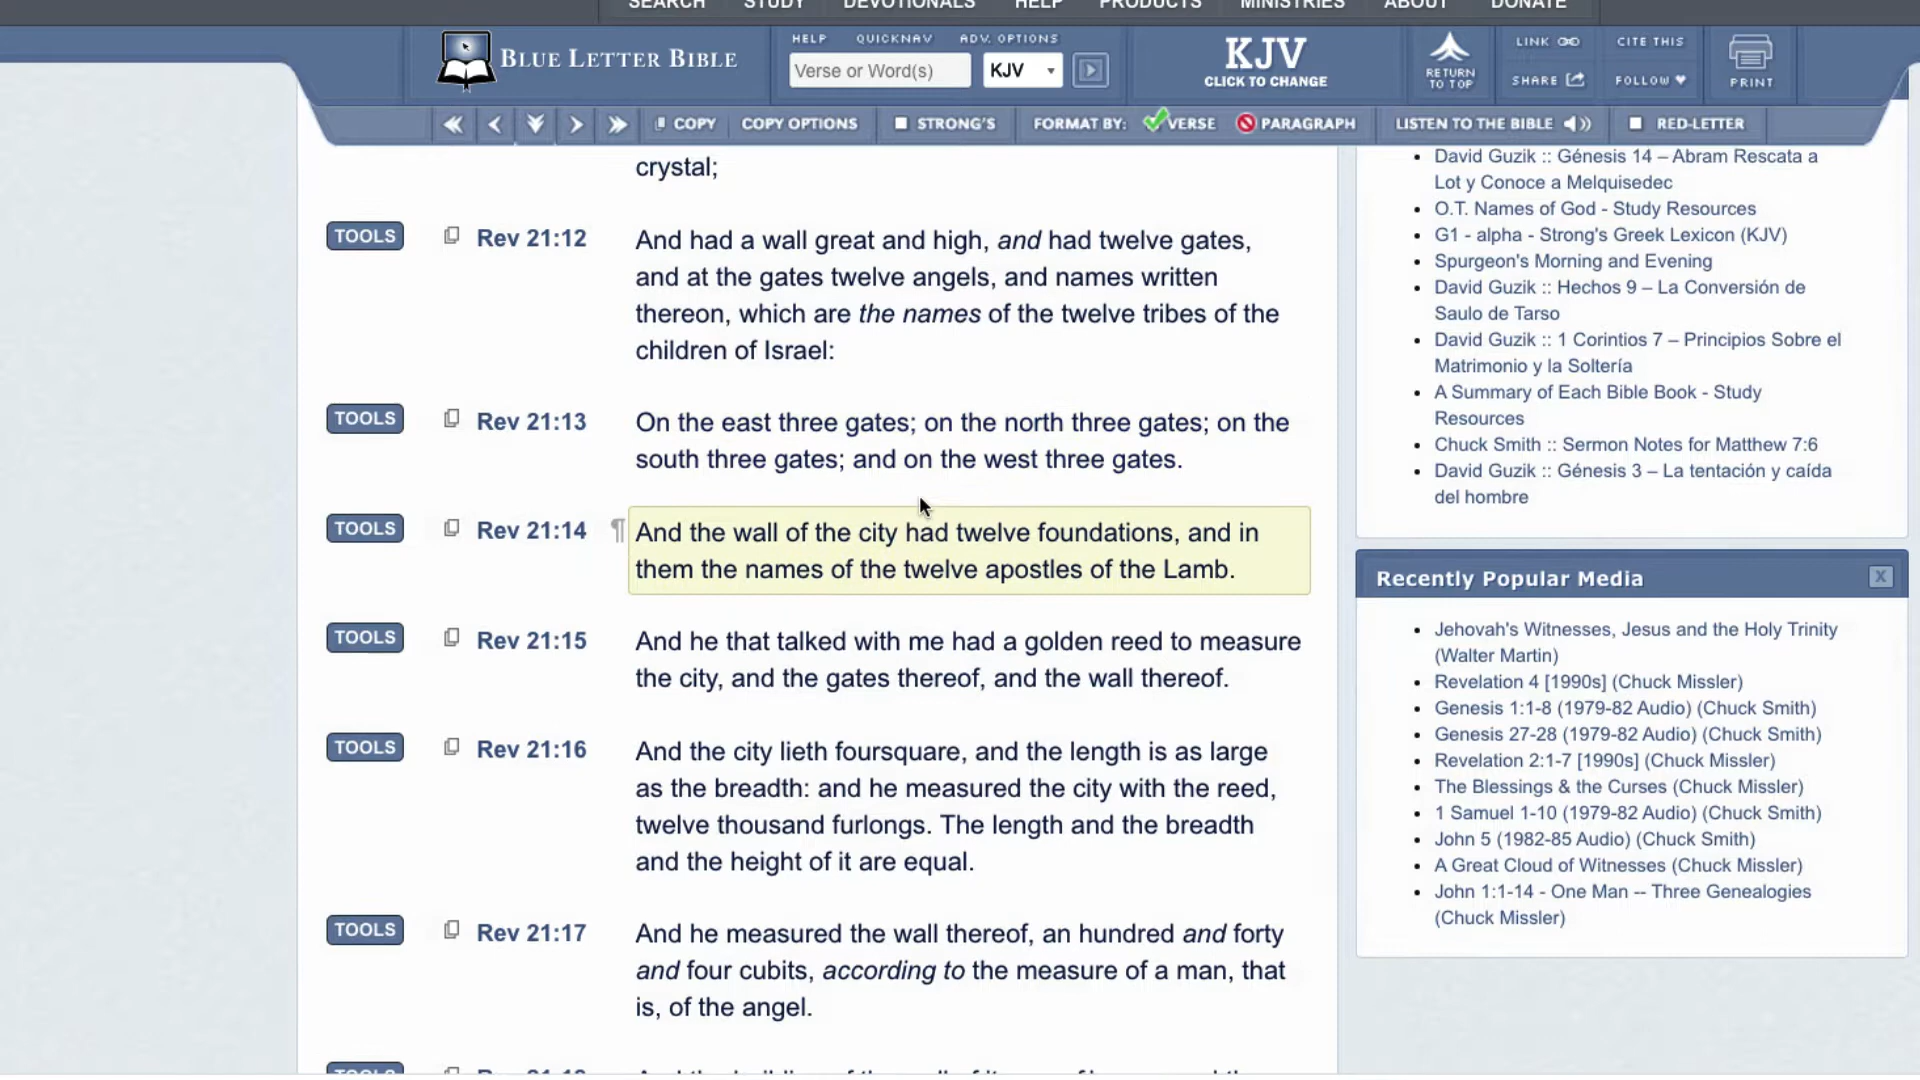 SEARCH STUDY DEVOTIONALS HELP PRODUCTS MINISTRIES ABOUT DONATE
BLUE LETTER BIBLE
HELP QUICKNAV ADV. OPTIONS
Verse or Word(s) KJV
KJV
CLICK TO CHANGE
RETURN
TO TOP
LINK CITE THIS
SHARE FOLLOW
PRINT
COPY COPY OPTIONS STRONG'S FORMAT BY: VERSE PARAGRAPH LISTEN TO THE BIBLE RED-LETTER
crystal;
TOOLS Rev 21:12 And had a wall great and high, and had twelve gates,
and at the gates twelve angels, and names written
thereon, which are the names of the twelve tribes of the
children of Israel:
TOOLS Rev 21:13 On the east three gates; on the north three gates; on the
south three gates; and on the west three gates.
TOOLS Rev 21:14 ¶ And the wall of the city had twelve foundations, and in
them the names of the twelve apostles of the Lamb.
TOOLS Rev 21:15 And he that talked with me had a golden reed to measure
the city, and the gates thereof, and the wall thereof.
TOOLS Rev 21:16 And the city lieth foursquare, and the length is as large
as the breadth: and he measured the city with the reed,
twelve thousand furlongs. The length and the breadth
and the height of it are equal.
TOOLS Rev 21:17 And he measured the wall thereof, an hundred and forty
and four cubits, according to the measure of a man, that
is, of the angel.
TOOLS
David Guzik :: Génesis 14 – Abram Rescata a
Lot y Conoce a Melquisedec
O.T. Names of God - Study Resources
G1 - alpha - Strong's Greek Lexicon (KJV)
Spurgeon's Morning and Evening
David Guzik :: Hechos 9 – La Conversión de
Saulo de Tarso
David Guzik :: 1 Corintios 7 – Principios Sobre el
Matrimonio y la Soltería
A Summary of Each Bible Book - Study
Resources
Chuck Smith :: Sermon Notes for Matthew 7:6
David Guzik :: Génesis 3 – La tentación y caída
del hombre
Recently Popular Media X
Jehovah's Witnesses, Jesus and the Holy Trinity
(Walter Martin)
Revelation 4 [1990s] (Chuck Missler)
Genesis 1:1-8 (1979-82 Audio) (Chuck Smith)
Genesis 27-28 (1979-82 Audio) (Chuck Smith)
Revelation 2:1-7 [1990s] (Chuck Missler)
The Blessings & the Curses (Chuck Missler)
1 Samuel 1-10 (1979-82 Audio) (Chuck Smith)
John 5 (1982-85 Audio) (Chuck Smith)
A Great Cloud of Witnesses (Chuck Missler)
John 1:1-14 - One Man -- Three Genealogies
(Chuck Missler)